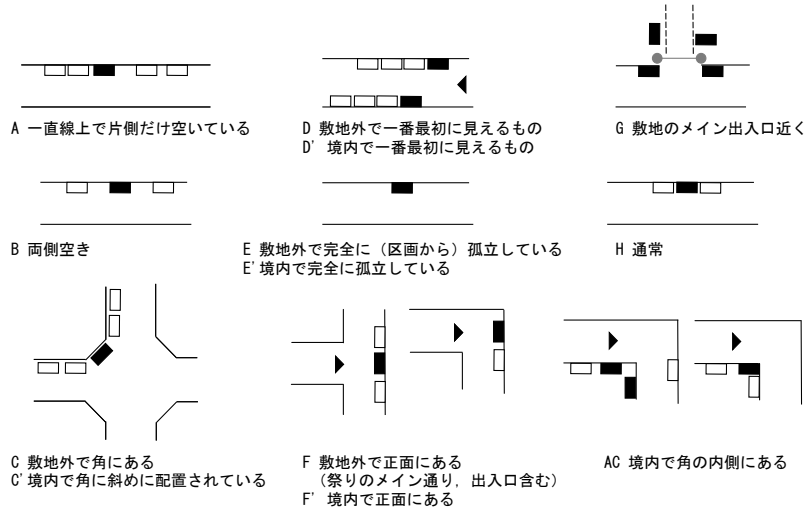 A 一直線上で片側だけ空いている
D 敷地外で一番最初に見えるもの
D' 境内で一番最初に見えるもの
G 敷地のメイン出入口近く
B 両側空き
E 敷地外で完全に（区画から）孤立している
E'境内で完全に孤立している
H 通常
C 敷地外で角にある
C'境内で角に斜めに配置されている
F 敷地外で正面にある
（祭りのメイン通り，出入口含む）
F' 境内で正面にある
AC 境内で角の内側にある